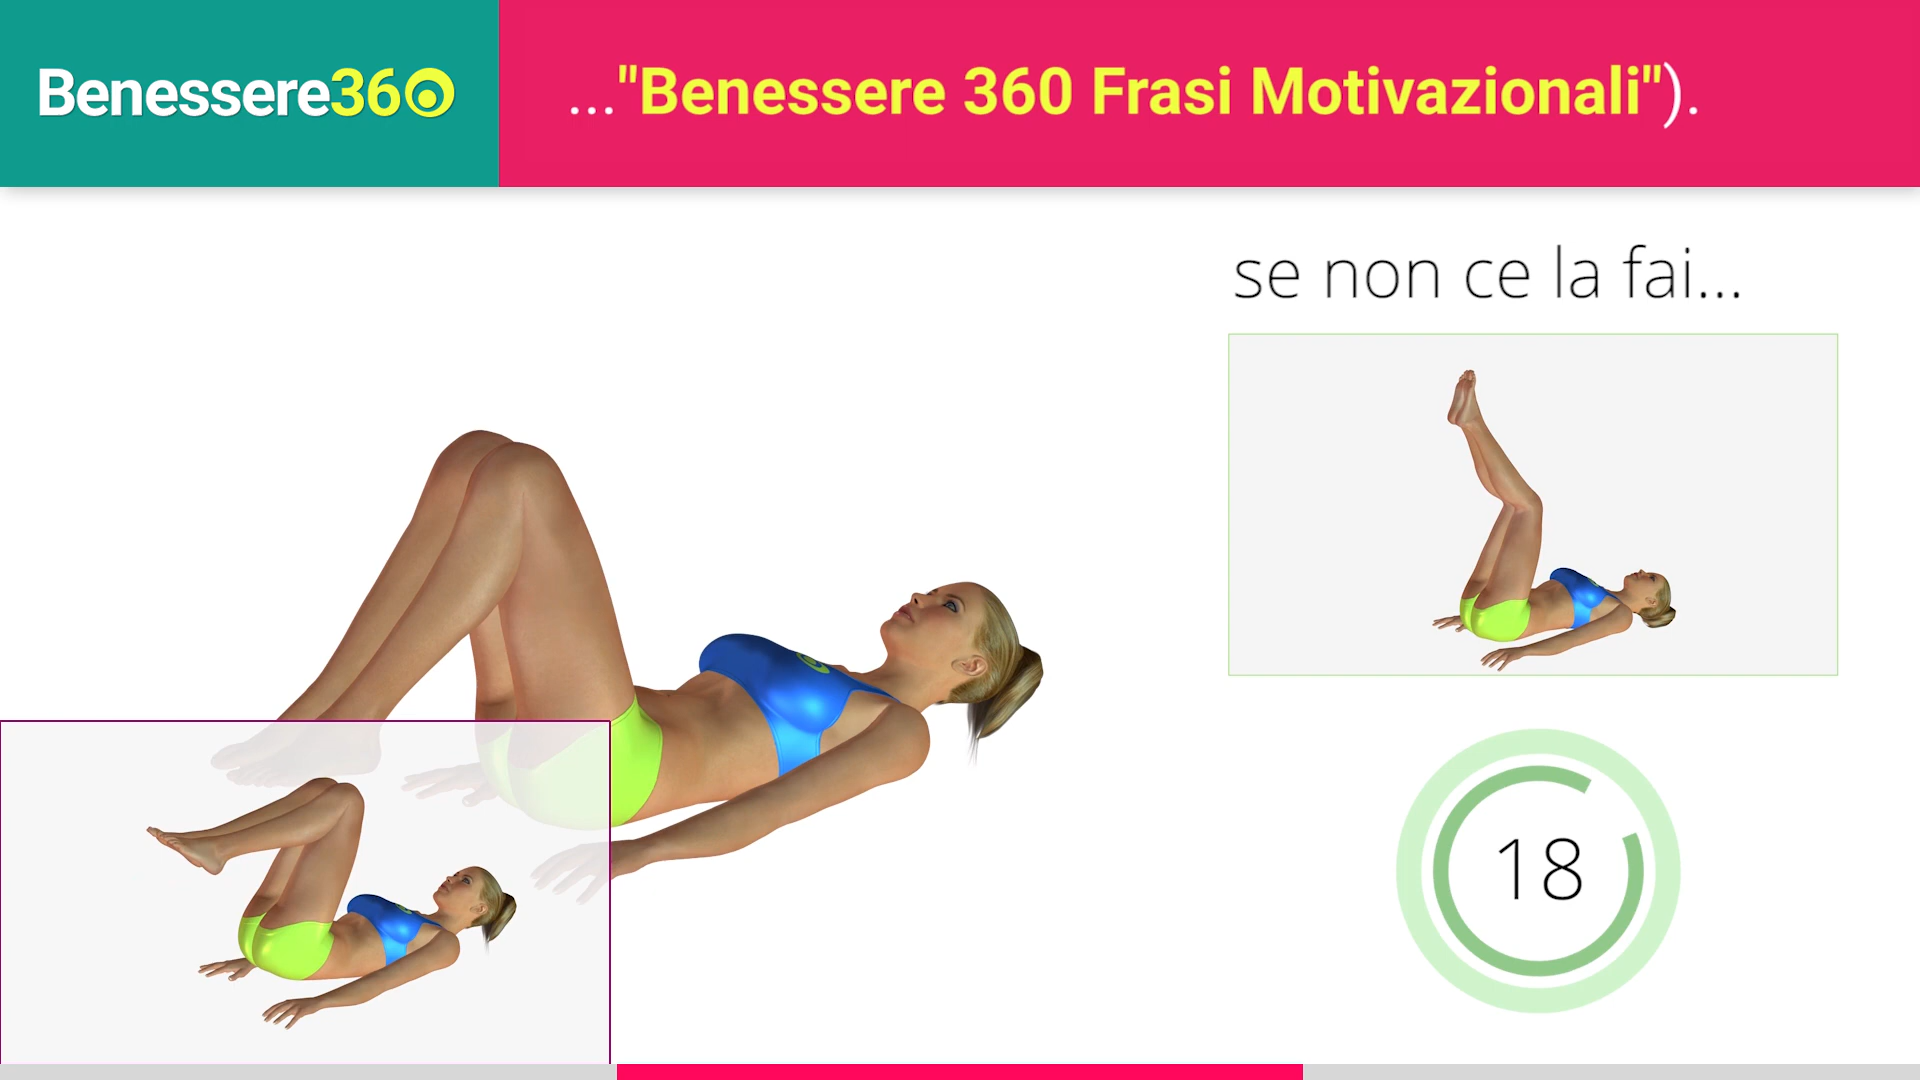 Benessere360
..."Benessere 360 Frasi Motivazionali").
se non ce la fai...
18